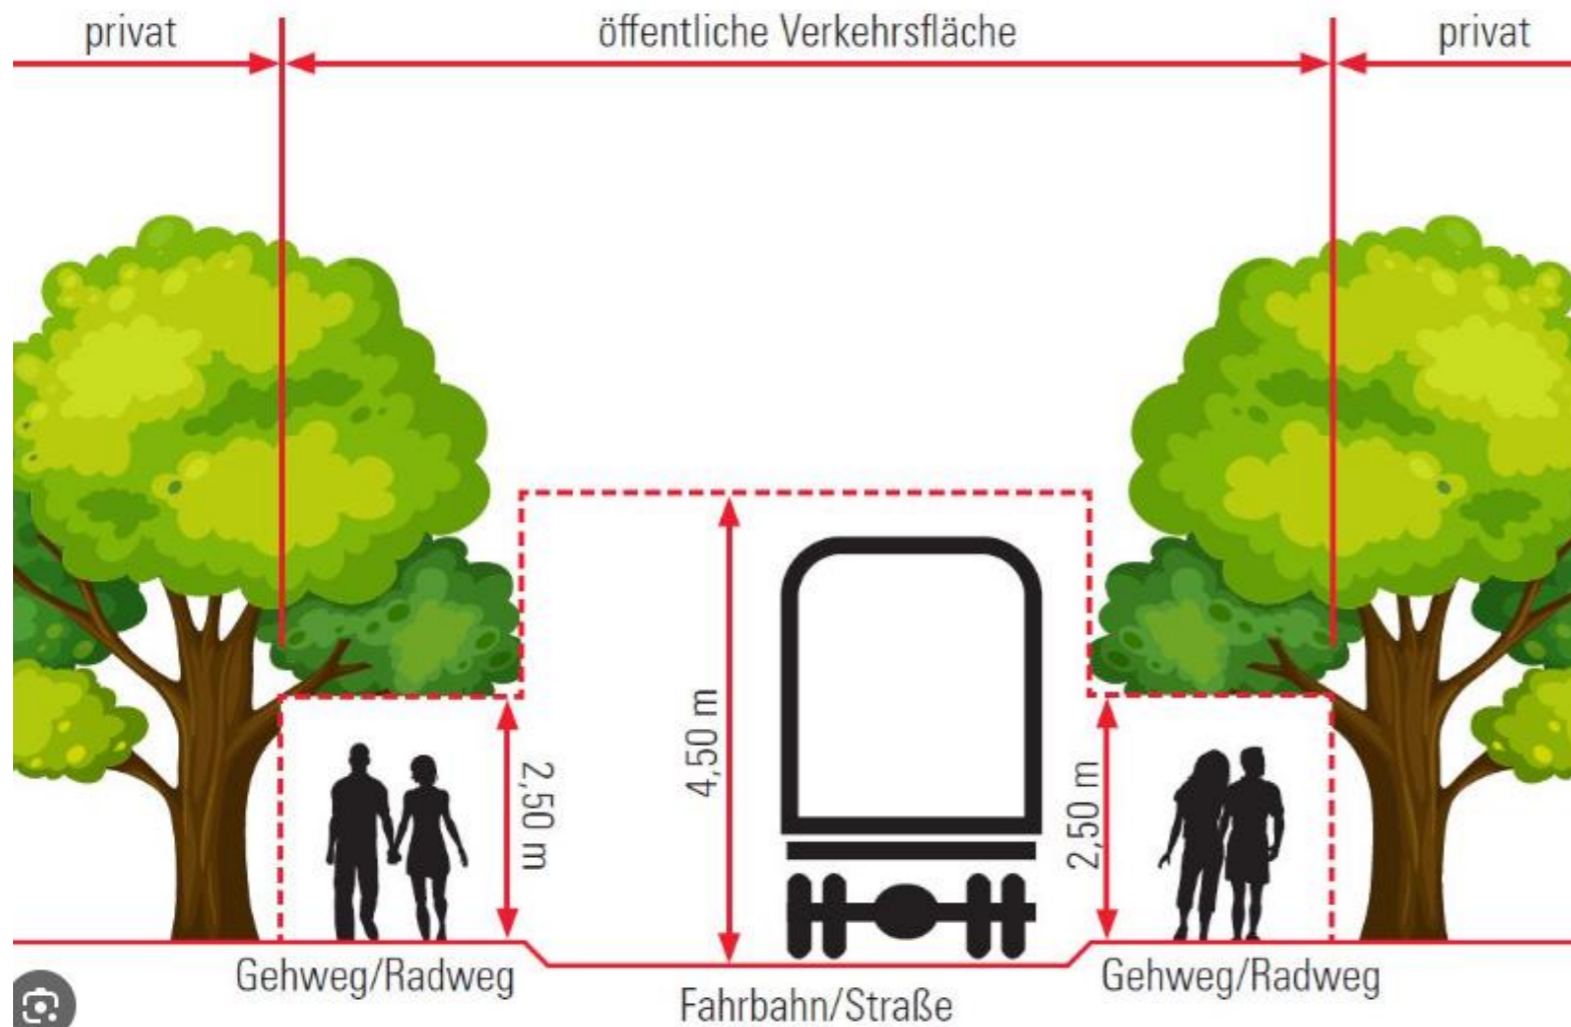 privat
öffentliche Verkehrsfläche
privat
2,50 m
4,50 m
2,50 m
Gehweg/Radweg
Fahrbahn/Straße
Gehweg/Radweg